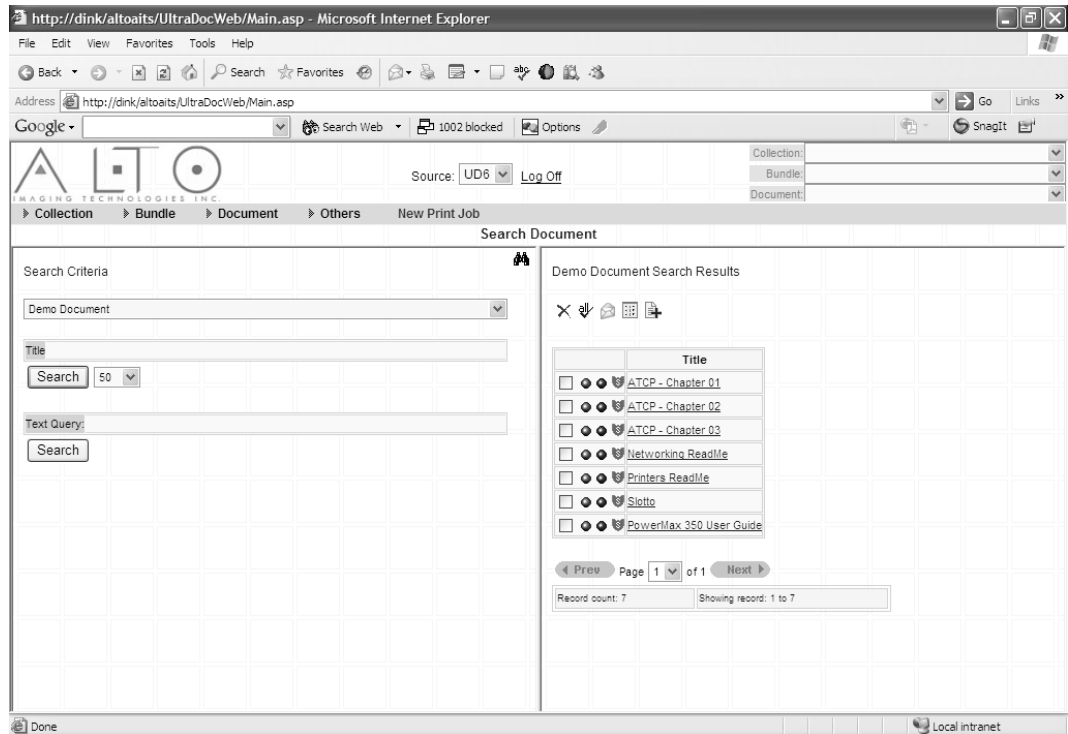 http://dink/altoaits/UltraDocWeb/Main.asp - Microsoft Internet Explorer
File Edit View Favorites Tools Help
Back Search Favorites
Address http://dink/altoaits/UltraDocWeb/Main.asp Go Links »
Google Search Web 1002 blocked Options SnagIt
ALTO
IMAGING TECHNOLOGIES INC.
Source: UD6 Log Off
Collection:
Bundle:
Document:
Collection Bundle Document Others New Print Job
Search Document
Search Criteria
Demo Document
Title
Search 50
Text Query:
Search
Demo Document Search Results
Title
ATCP - Chapter 01
ATCP - Chapter 02
ATCP - Chapter 03
Networking ReadMe
Printers ReadMe
Slotto
PowerMax 350 User Guide
Prev Page 1 of 1 Next
Record count: 7 Showing record: 1 to 7
Done Local intranet